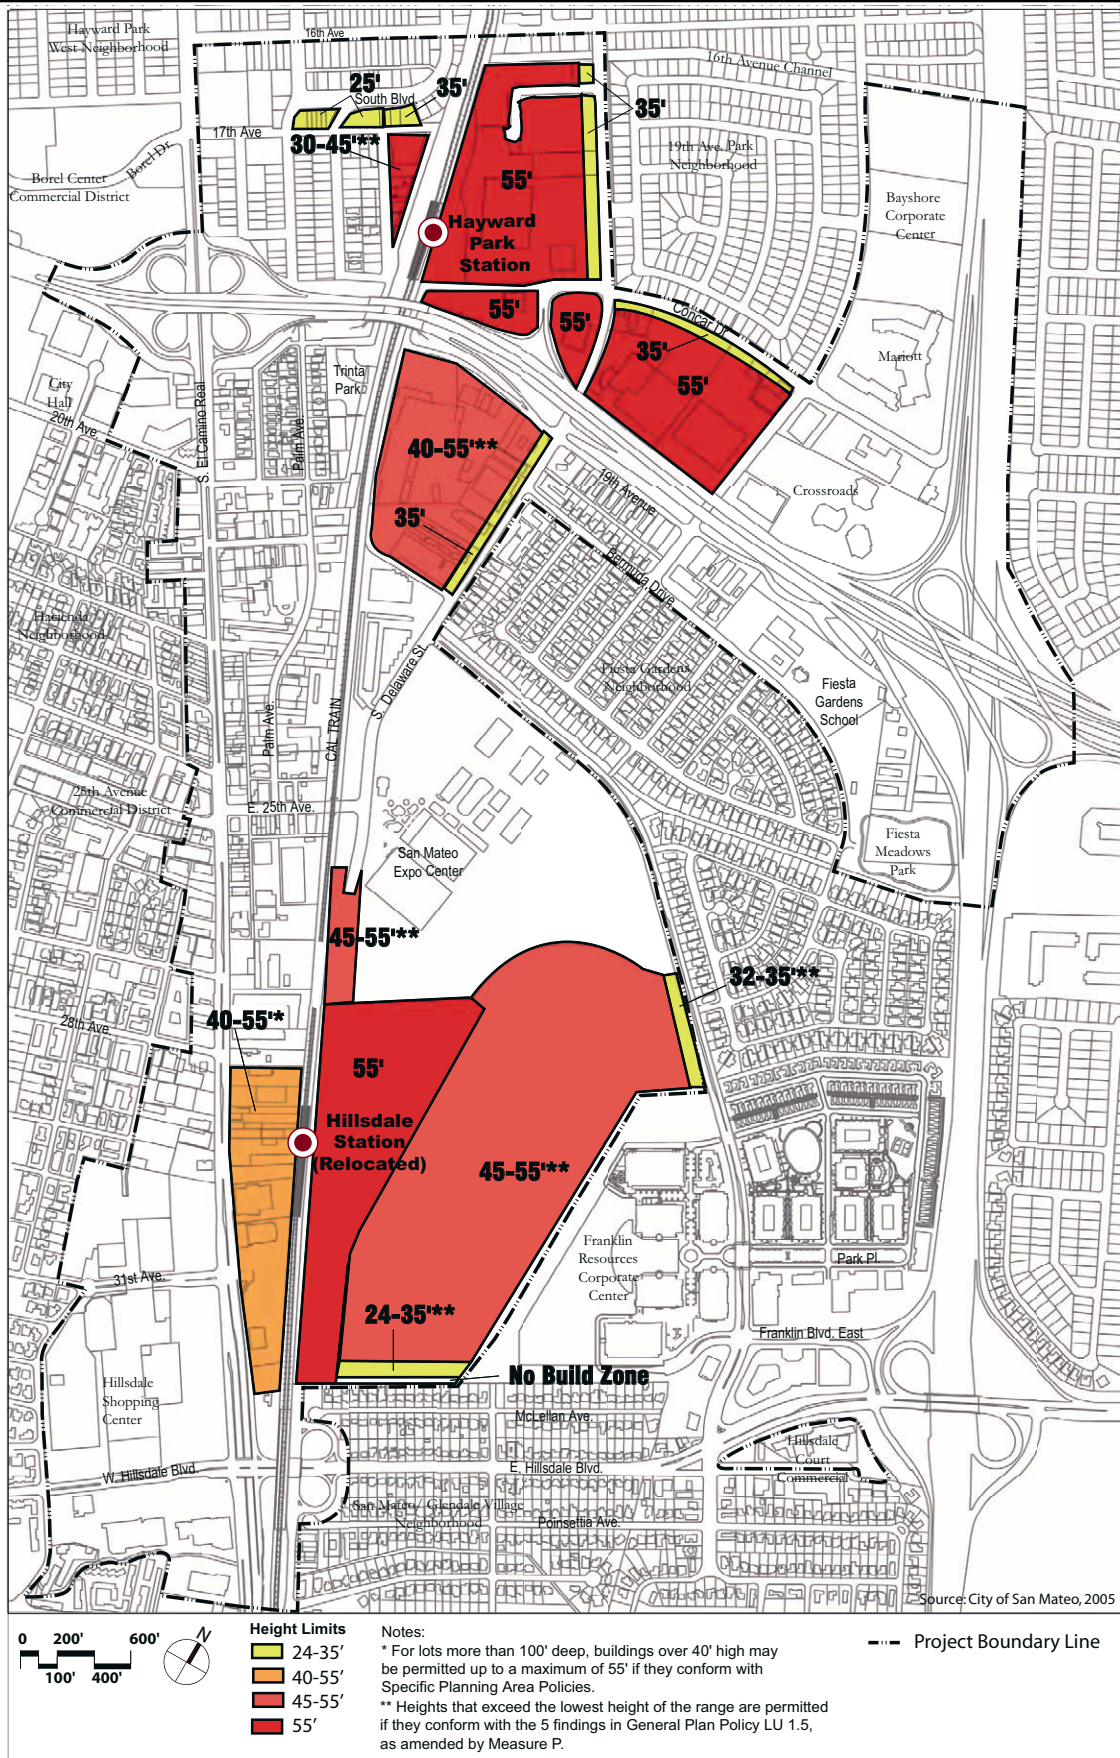 Hayward Park
West Neighborhood
16th Ave
16th Avenue Channel
25'
South Blvd.
35'
35'
17th Ave
30-45'**
19th Ave. Park
Neighborhood
Borel Dr.
Borel Center
Commercial District
55'
Bayshore
Corporate
Center
Hayward
Park
Station
55'
55'
Concar Dr
35'
55'
Mariott
Trinta
Park
City
Hall
20th Ave.
S. El Camino Real
Palm Ave.
40-55'**
19th Avenue
Crossroads
35'
Bermuda Drive
Hacienda
Neighborhood
Fiesta Gardens
Neighborhood
Fiesta
Gardens
School
S. Delaware St.
Palm Ave.
CAL TRAIN
25th Avenue
Commercial District
E. 25th Ave.
San Mateo
Expo Center
Fiesta
Meadows
Park
45-55'**
32-35'**
28th Ave.
40-55'*
55'
Hillsdale
Station
(Relocated)
45-55'**
Franklin
Resources
Corporate
Center
Park Pl.
31st Ave.
24-35'**
Franklin Blvd. East
No Build Zone
Hillsdale
Shopping
Center
McLellan Ave.
Hillsdale
Court
Commercial
W. Hillsdale Blvd.
E. Hillsdale Blvd.
San Mateo/ Glendale Village
Neighborhood
Poinsettia Ave.
Source: City of San Mateo, 2005
0 200' 600'
100' 400'
N
Height Limits
24-35'
40-55'
45-55'
55'
Notes:
* For lots more than 100' deep, buildings over 40' high may
be permitted up to a maximum of 55' if they conform with
Specific Planning Area Policies.
** Heights that exceed the lowest height of the range are permitted
if they conform with the 5 findings in General Plan Policy LU 1.5,
as amended by Measure P.
Project Boundary Line